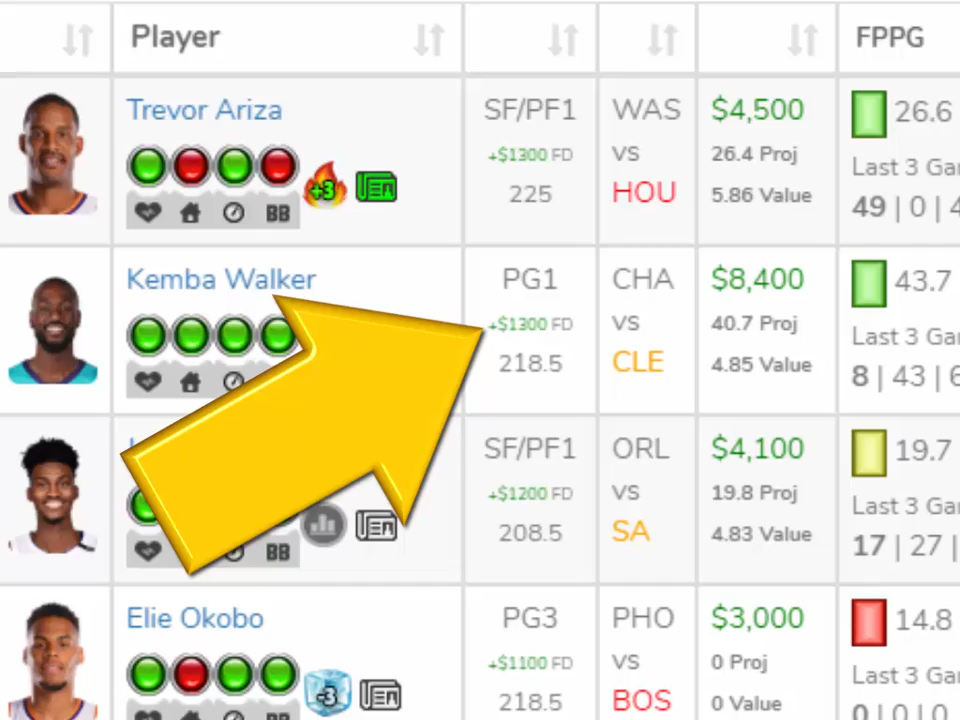 Player
FPPG
Trevor Ariza
SF/PF1
WAS
$4,500
26.6
+$1300 FD
VS
26.4 Proj
Last 3
225
HOU
5.86 Value
49 | 0 |
+3
BB
Kemba Walker
PG1
CHA
$8,400
43.7
+$1300 FD
VS
40.7 Proj
Last 3
218.5
CLE
4.85 Value
8 | 43 |
SF/PF1
ORL
$4,100
19.7
+$1200 FD
VS
19.8 Proj
Last 3
208.5
SA
4.83 Value
17 | 27 |
BB
Elie Okobo
PG3
PHO
$3,000
14.8
+$1100 FD
VS
0 Proj
Last 3
-3
218.5
BOS
0 Value
0 | 0 | 0